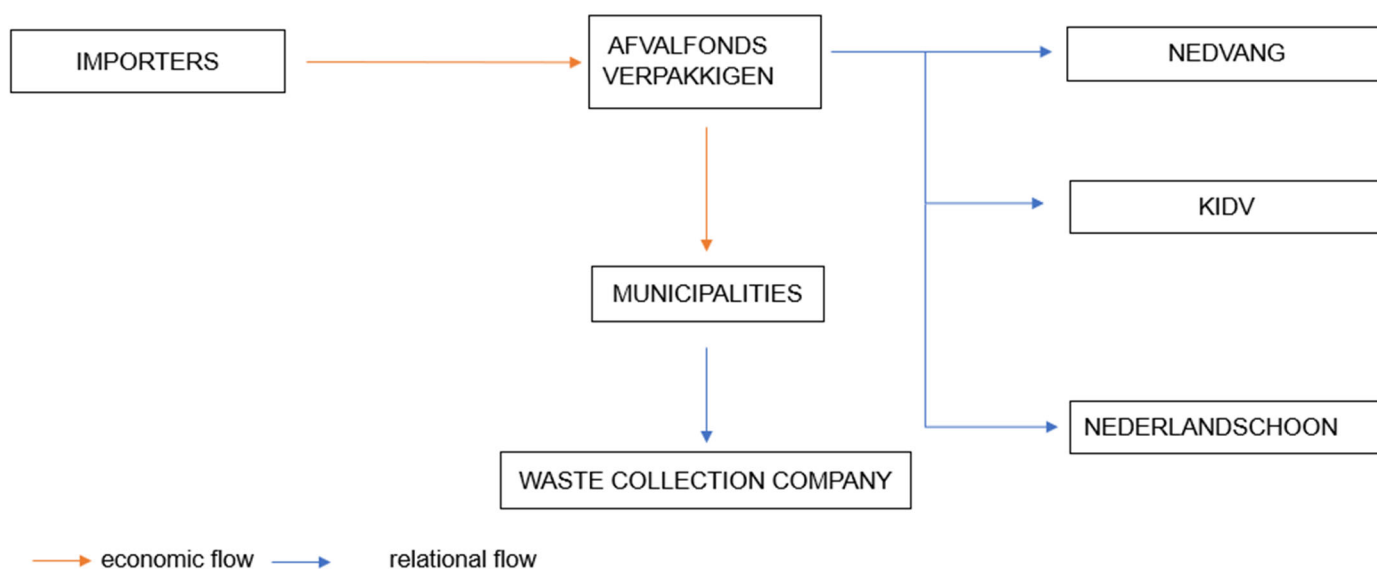 IMPORTERS
AFVALFONDS
VERPAKKIGEN
NEDVANG
KIDV
MUNICIPALITIES
NEDERLANDSCHOON
WASTE COLLECTION COMPANY
economic flow
relational flow